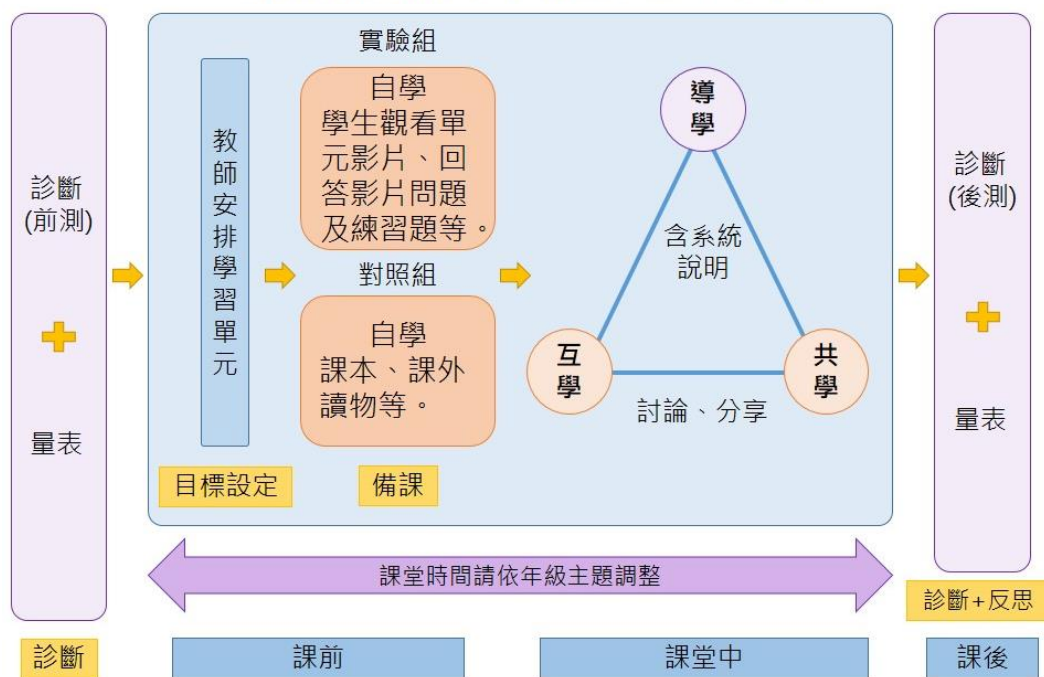 診斷
(前測)
量表
教師安排學習單元
目標設定
實驗組
自學
學生觀看單
元影片、回
答影片問題
及練習題等。
對照組
自學
課本、課外
讀物等。
備課
導
學
含系統
說明
互
學
共
學
討論、分享
診斷
(後測)
量表
課堂時間請依年級主題調整
診斷+反思
診斷
課前
課堂中
課後